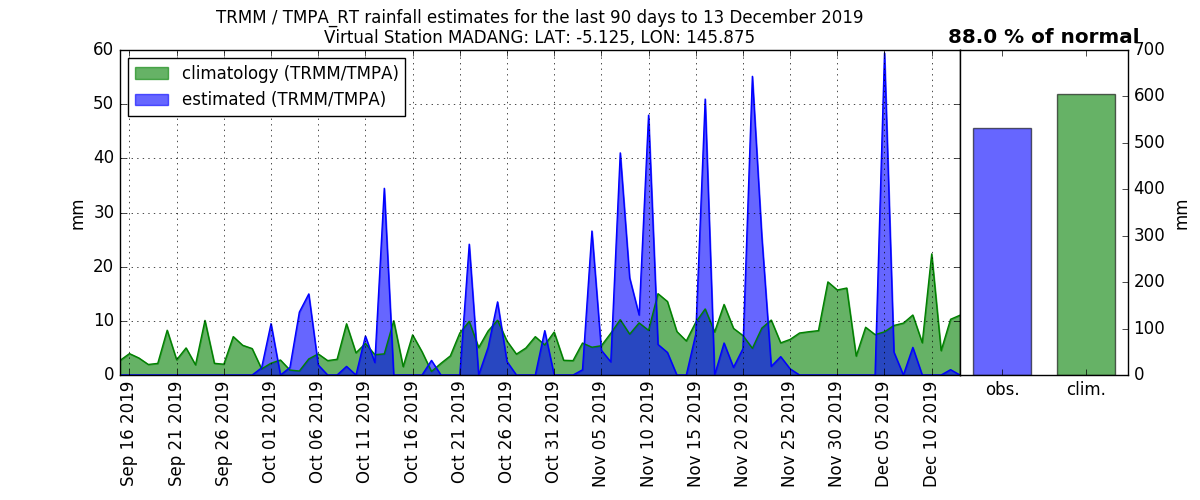 TRMM / TMPA_RT rainfall estimates for the last 90 days to 13 December 2019
Virtual Station MADANG: LAT: -5.125, LON: 145.875
88.0 % of normal
climatology (TRMM/TMPA)
estimated (TRMM/TMPA)
mm
60
50
40
30
20
10
0
Sep 16 2019
Sep 21 2019
Sep 26 2019
Oct 01 2019
Oct 06 2019
Oct 11 2019
Oct 16 2019
Oct 21 2019
Oct 26 2019
Oct 31 2019
Nov 05 2019
Nov 10 2019
Nov 15 2019
Nov 20 2019
Nov 25 2019
Nov 30 2019
Dec 05 2019
Dec 10 2019
obs.
clim.
700
600
500
400
300
200
100
0
mm